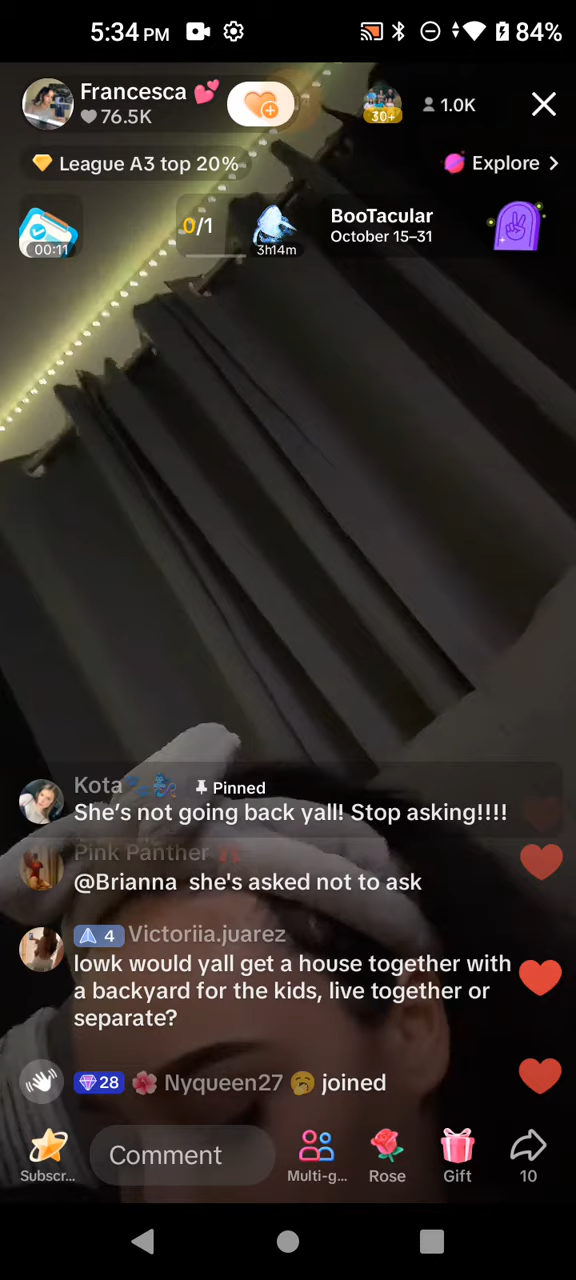 5:34 PM
84%
Francesca 💕
76.5K
30+
1.0K
League A3 top 20%
Explore >
00:11
0/1
3h14m
BooTacular
October 15–31
Kota Pinned
She's not going back yall! Stop asking!!!!
Pink Panther
@Brianna she's asked not to ask
4 Victoriia.juarez
lowk would yall get a house together with
a backyard for the kids, live together or
separate?
28 🌸 Nyqueen27 🥱 joined
Comment
Subscr...
Multi-g...
Rose
Gift
10